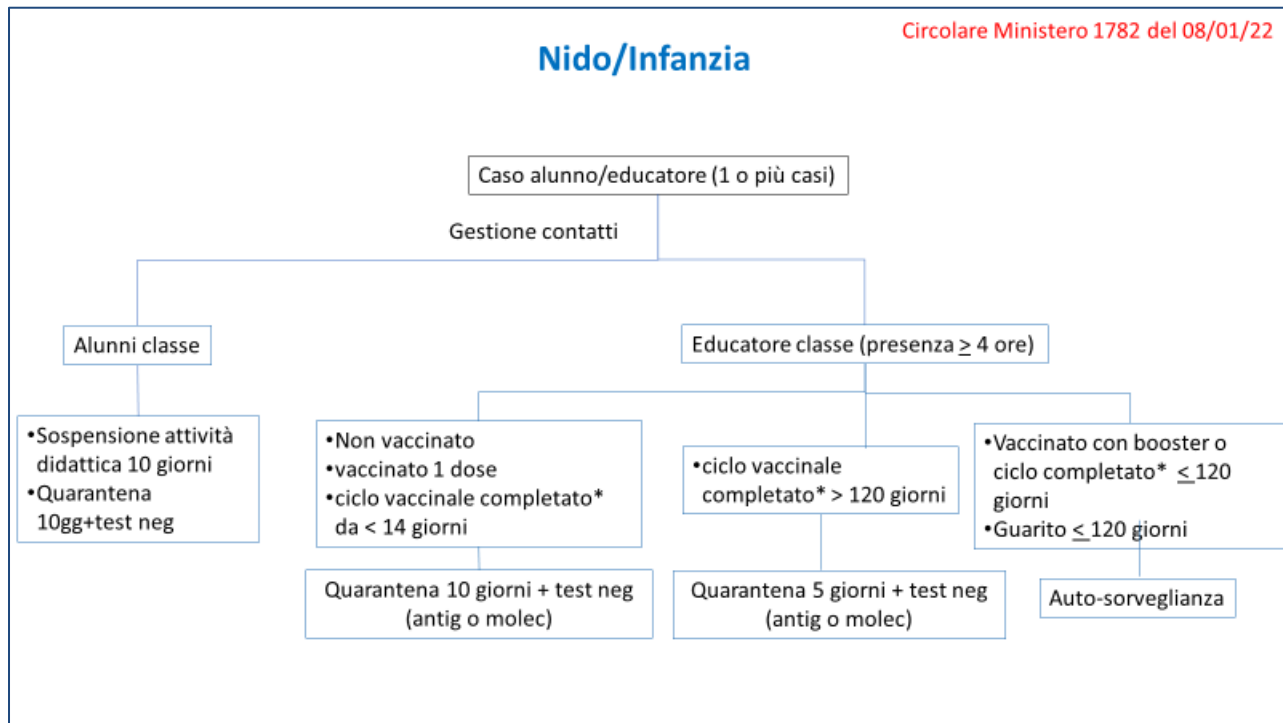 Circolare Ministero 1782 del 08/01/22
Nido/Infanzia
Caso alunno/educatore (1 o più casi)
Gestione contatti
Alunni classe
Educatore classe (presenza > 4 ore)
•Sospensione attività
didattica 10 giorni
•Quarantena
10gg+test neg
•Non vaccinato
•vaccinato 1 dose
•ciclo vaccinale completato*
da < 14 giorni
•ciclo vaccinale
completato* > 120 giorni
•Vaccinato con booster o
ciclo completato* < 120
giorni
•Guarito < 120 giorni
Quarantena 10 giorni + test neg
(antig o molec)
Quarantena 5 giorni + test neg
(antig o molec)
Auto-sorveglianza